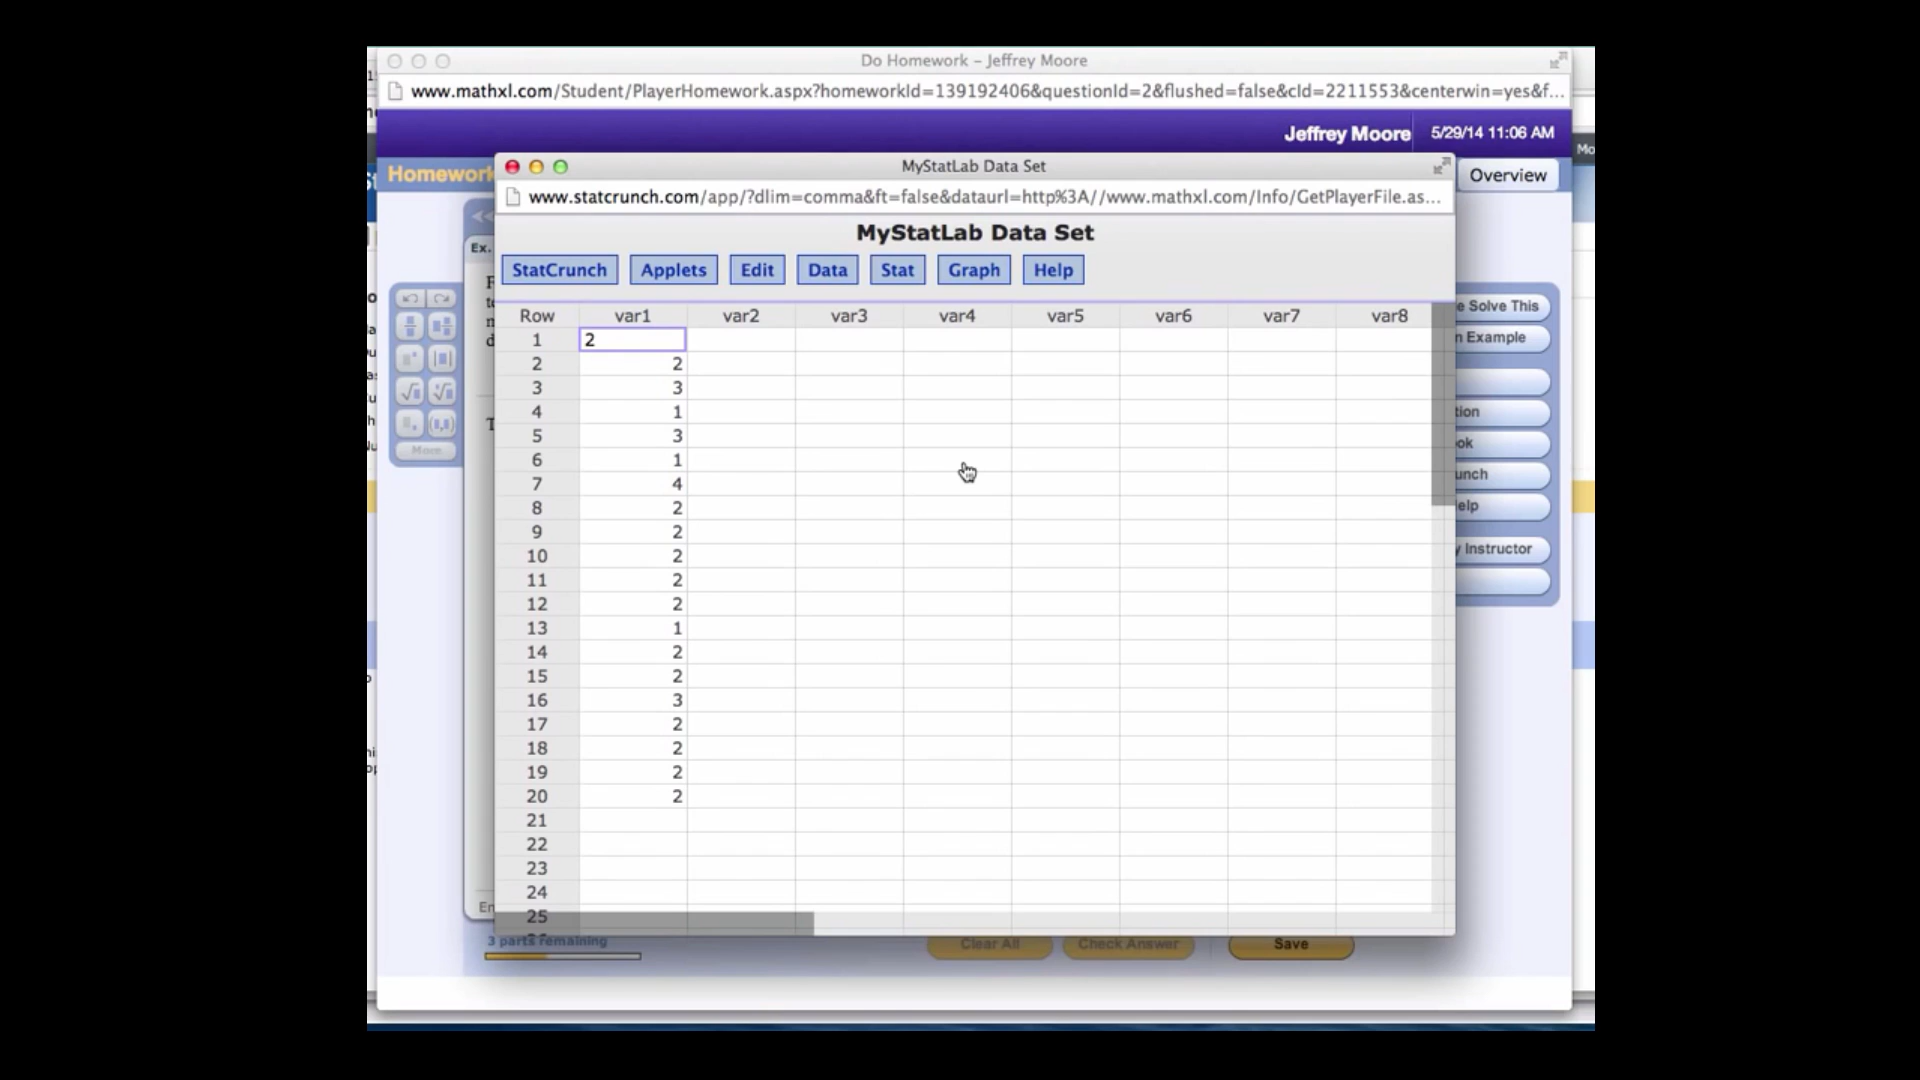 Do Homework – Jeffrey Moore
www.mathxl.com/Student/PlayerHomework.aspx?homeworkId=139192406&questionId=2&flushed=false&cId=2211553&centerwin=yes&f...
Jeffrey Moore 5/29/14 11:06 AM
Homework
Overview
MyStatLab Data Set
www.statcrunch.com/app/?dlim=comma&ft=false&dataurl=http%3A//www.mathxl.com/Info/GetPlayerFile.as...
MyStatLab Data Set
StatCrunch Applets Edit Data Stat Graph Help
Ex.
Row var1 var2 var3 var4 var5 var6 var7 var8
1 2
2 2
3 3
4 1
5 3
6 1
7 4
8 2
9 2
10 2
11 2
12 2
13 1
14 2
15 2
16 3
17 2
18 2
19 2
20 2
21
22
23
24
25
e Solve This
n Example
tion
ok
unch
elp
y Instructor
More
En
3 parts remaining
Clear All Check Answer Save